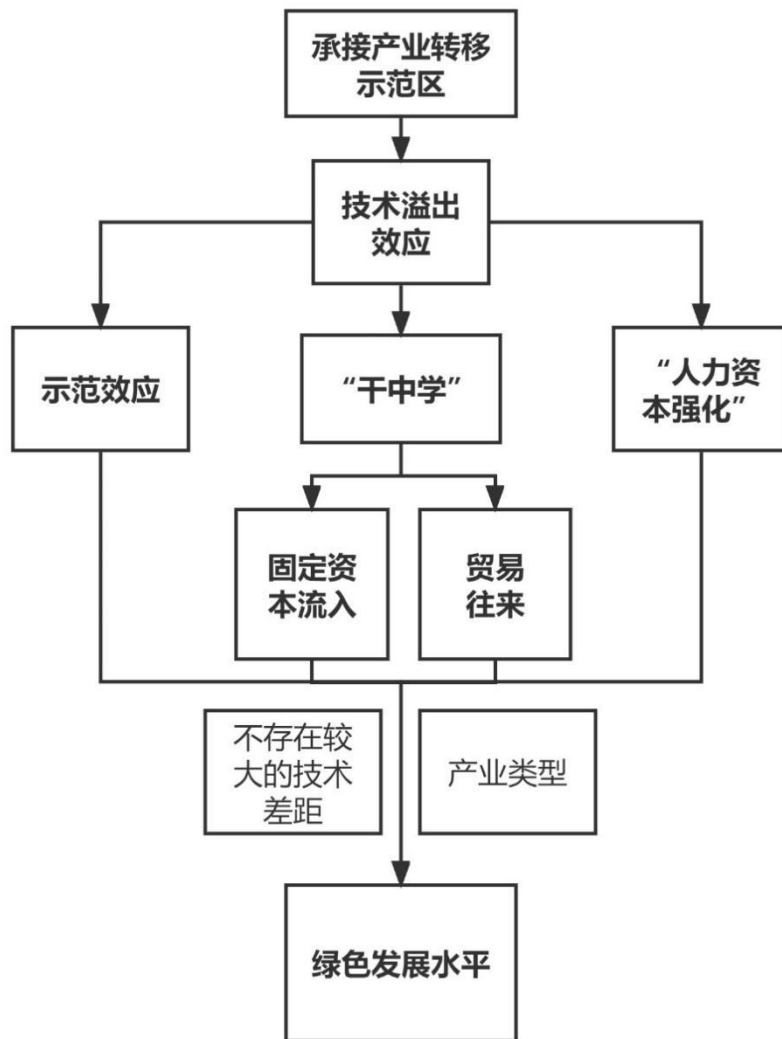 承接产业转移
示范区
技术溢出
效应
示范效应
“干中学”
“人力资
本强化”
固定资
本流入
贸易
往来
不存在较
大的技术
差距
产业类型
绿色发展水平